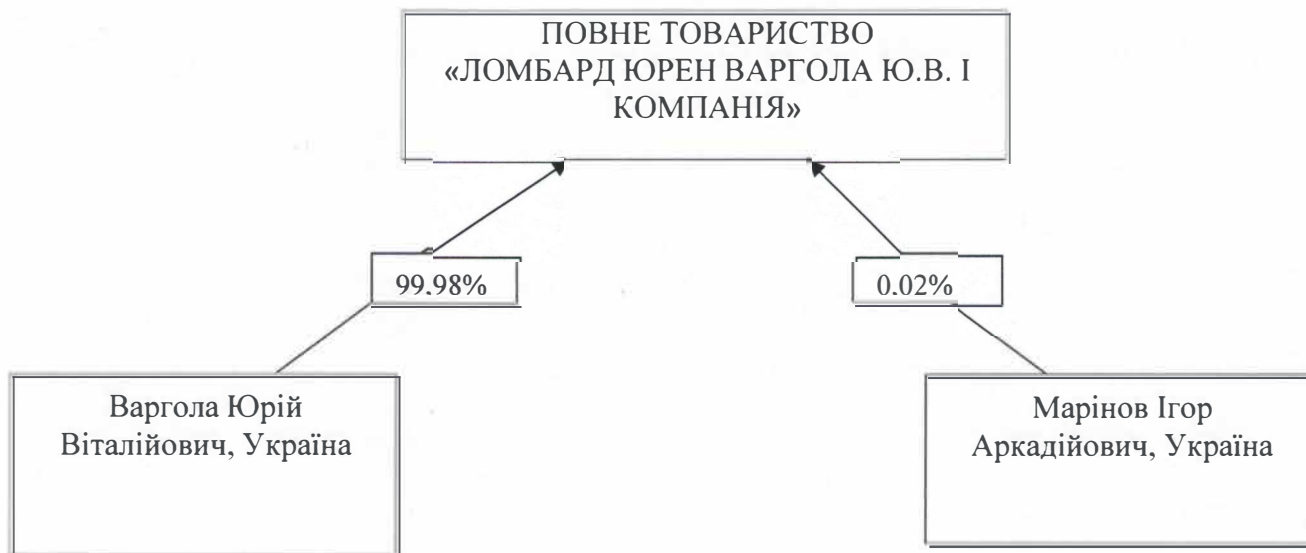 ПОВНЕ ТОВАРИСТВО
«ЛОМБАРД ЮРЕН ВАРГОЛА Ю.В. І
КОМПАНІЯ»
99.98%
0.02%
Варгола Юрій
Віталійович, Україна
Марінов Ігор
Аркадійович, Україна